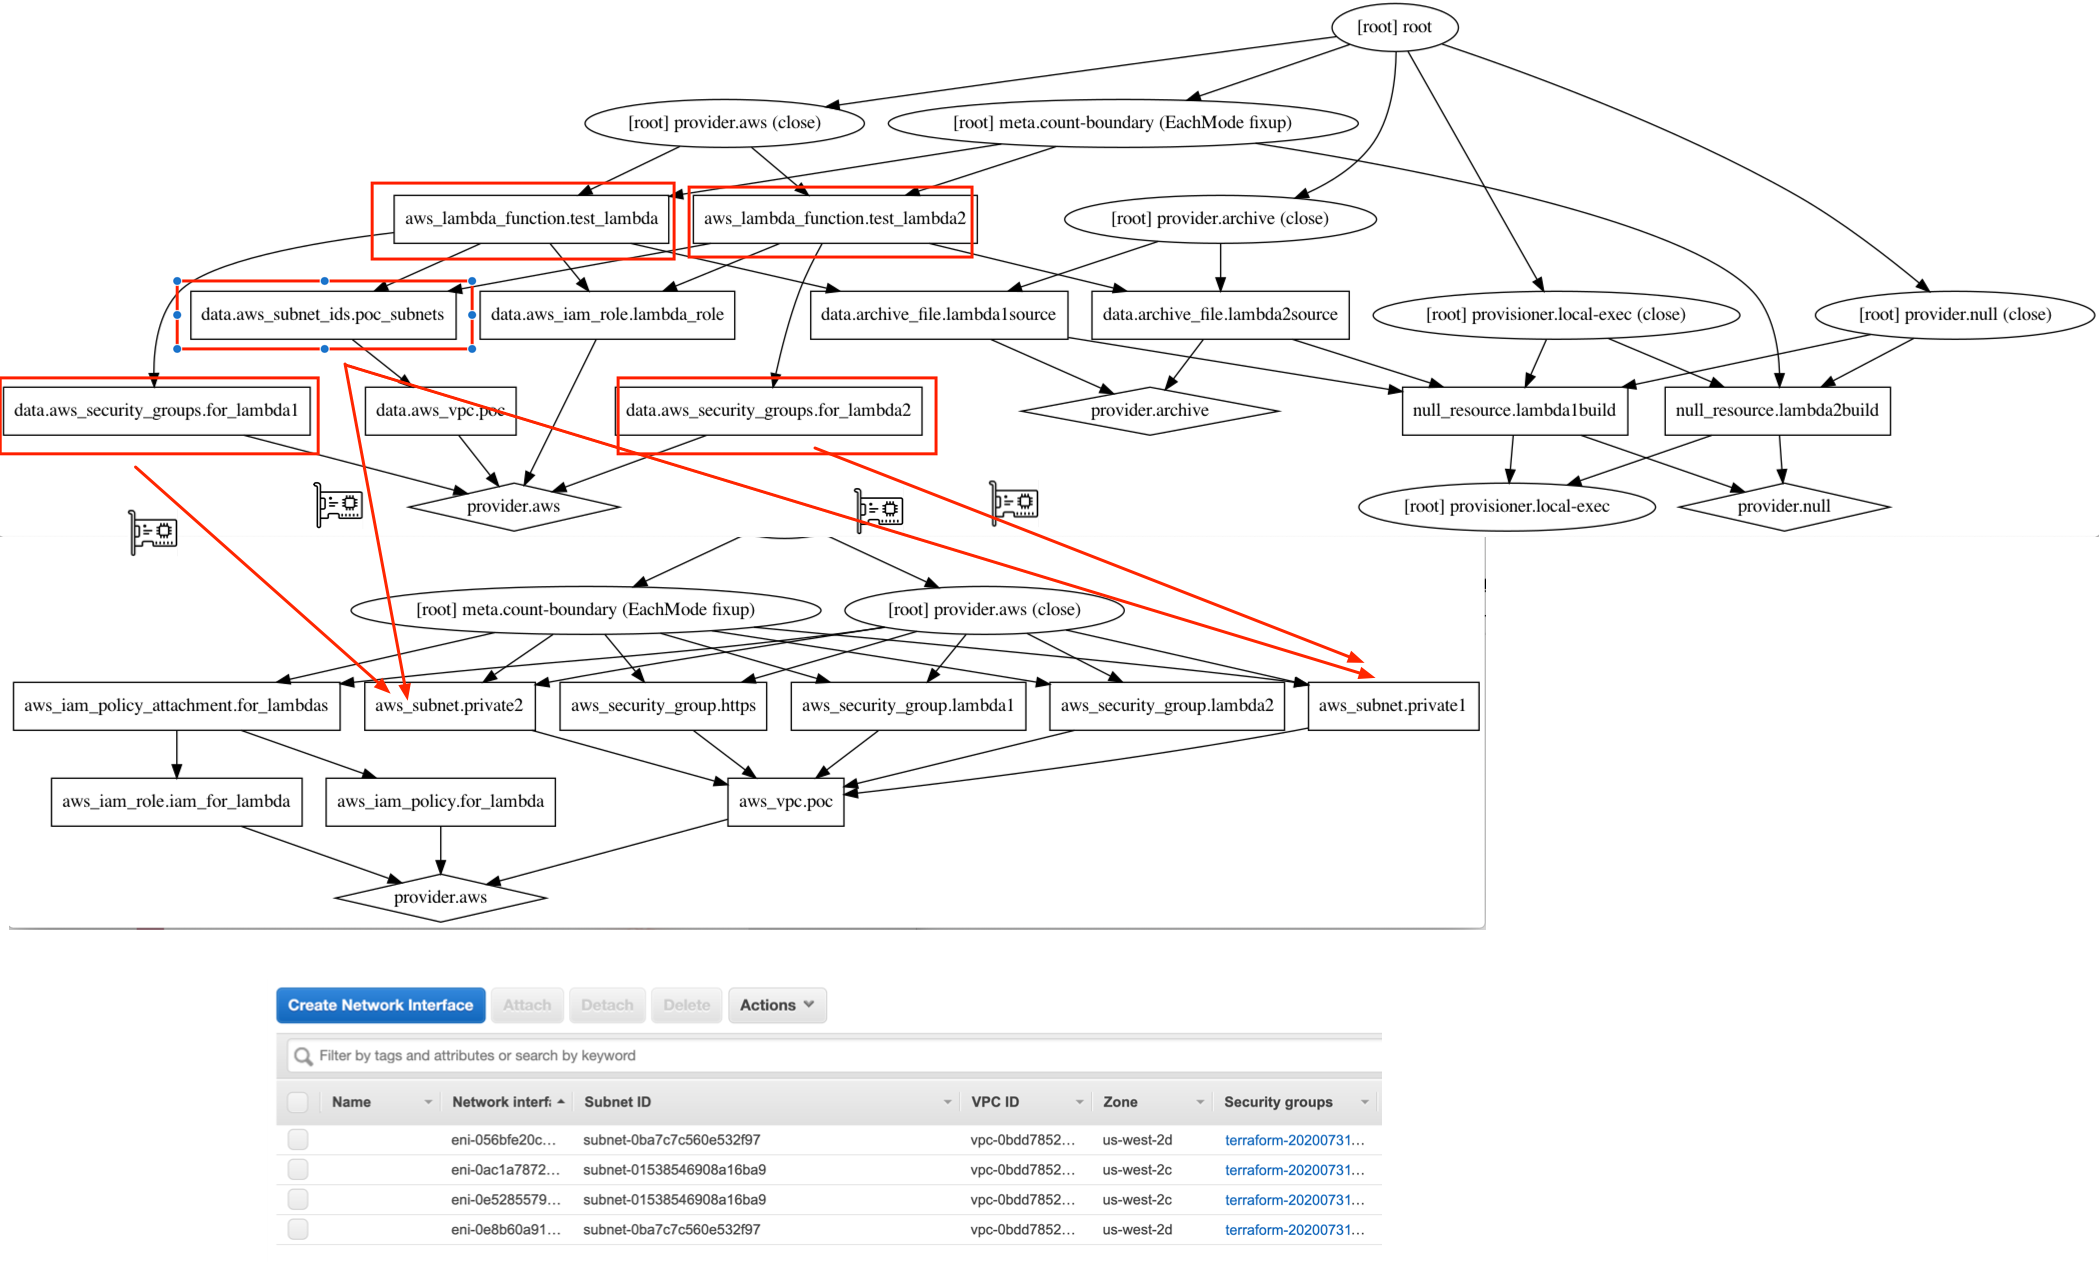 [root] root
[root] provider.aws (close)
[root] meta.count-boundary (EachMode fixup)
aws_lambda_function.test_lambda
aws_lambda_function.test_lambda2
[root] provider.archive (close)
data.aws_subnet_ids.poc_subnets
data.aws_iam_role.lambda_role
data.archive_file.lambda1source
data.archive_file.lambda2source
[root] provisioner.local-exec (close)
[root] provider.null (close)
data.aws_security_groups.for_lambda1
data.aws_vpc.poc
data.aws_security_groups.for_lambda2
provider.archive
null_resource.lambda1build
null_resource.lambda2build
provider.aws
[root] provisioner.local-exec
provider.null
[root] meta.count-boundary (EachMode fixup)
[root] provider.aws (close)
aws_iam_policy_attachment.for_lambdas
aws_subnet.private2
aws_security_group.https
aws_security_group.lambda1
aws_security_group.lambda2
aws_subnet.private1
aws_iam_role.iam_for_lambda
aws_iam_policy.for_lambda
aws_vpc.poc
provider.aws
Create Network Interface Attach Detach Delete Actions
Filter by tags and attributes or search by keyword
Name Network interf Subnet ID VPC ID Zone Security groups
eni-056bfe20c... subnet-0ba7c7c560e532f97 vpc-0bdd7852... us-west-2d terraform-20200731...
eni-0ac1a7872... subnet-01538546908a16ba9 vpc-0bdd7852... us-west-2c terraform-20200731...
eni-0e5285579... subnet-01538546908a16ba9 vpc-0bdd7852... us-west-2c terraform-20200731...
eni-0e8b60a91... subnet-0ba7c7c560e532f97 vpc-0bdd7852... us-west-2d terraform-20200731...